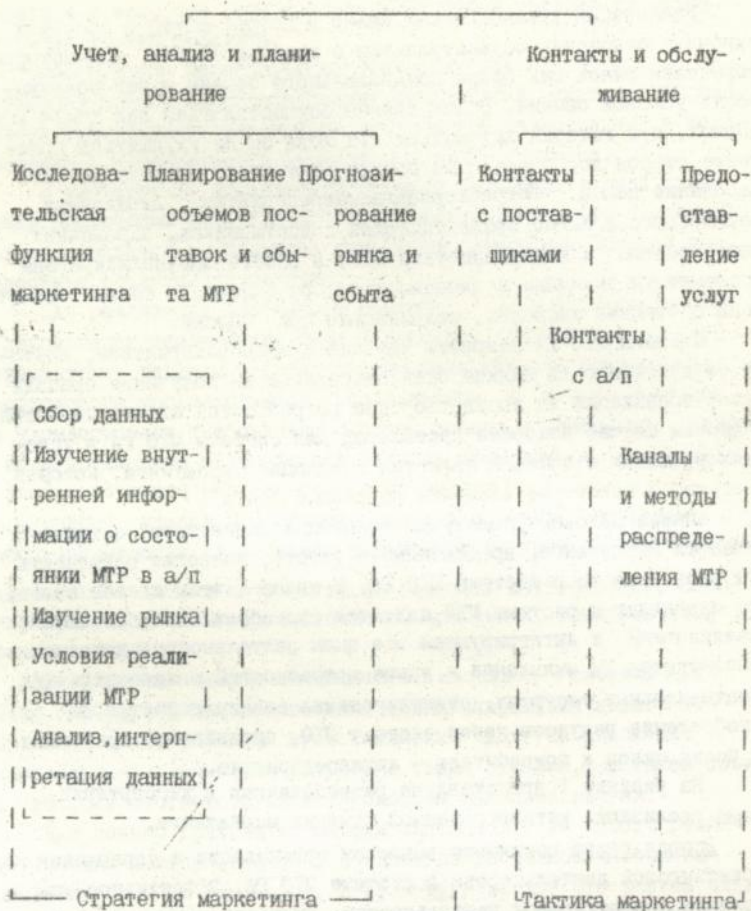 Учет, анализ и плани-
рование
Контакты и обслу-
живание
Исследова-
тельская
функция
маркетинга
Планирование
объемов пос-
тавок и сбы-
та МТР
Прогнози-
рование
рынка и
сбыта
Контакты
с постав-
щиками
Предо-
став-
ление
услуг
Контакты
с а/п
Сбор данных
Изучение внут-
ренней инфор-
мации о состо-
янии МТР в а/п
Изучение рынка
Условия реали-
зации МТР
Анализ,интерп-
ретация данных
Каналы
и методы
распреде-
ления МТР
Стратегия маркетинга
Тактика маркетинга